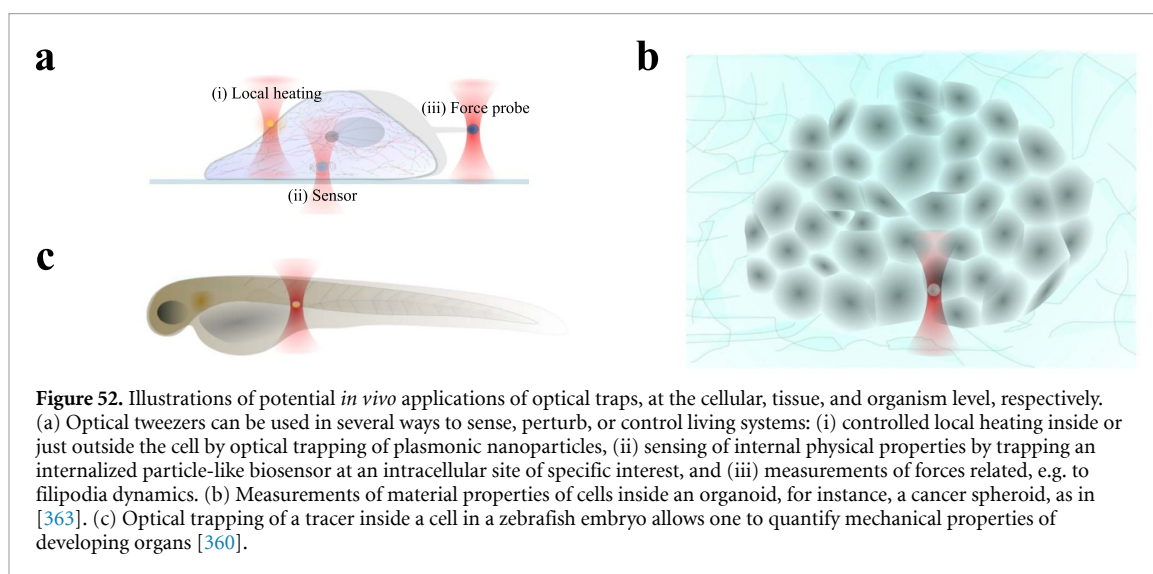 a
b
(i) Local heating
(iii) Force probe
(ii) Sensor
c
Figure 52. Illustrations of potential in vivo applications of optical traps, at the cellular, tissue, and organism level, respectively.
(a) Optical tweezers can be used in several ways to sense, perturb, or control living systems: (i) controlled local heating inside or
just outside the cell by optical trapping of plasmonic nanoparticles, (ii) sensing of internal physical properties by trapping an
internalized particle-like biosensor at an intracellular site of specific interest, and (iii) measurements of forces related, e.g. to
filipodia dynamics. (b) Measurements of material properties of cells inside an organoid, for instance, a cancer spheroid, as in
[363]. (c) Optical trapping of a tracer inside a cell in a zebrafish embryo allows one to quantify mechanical properties of
developing organs [360].